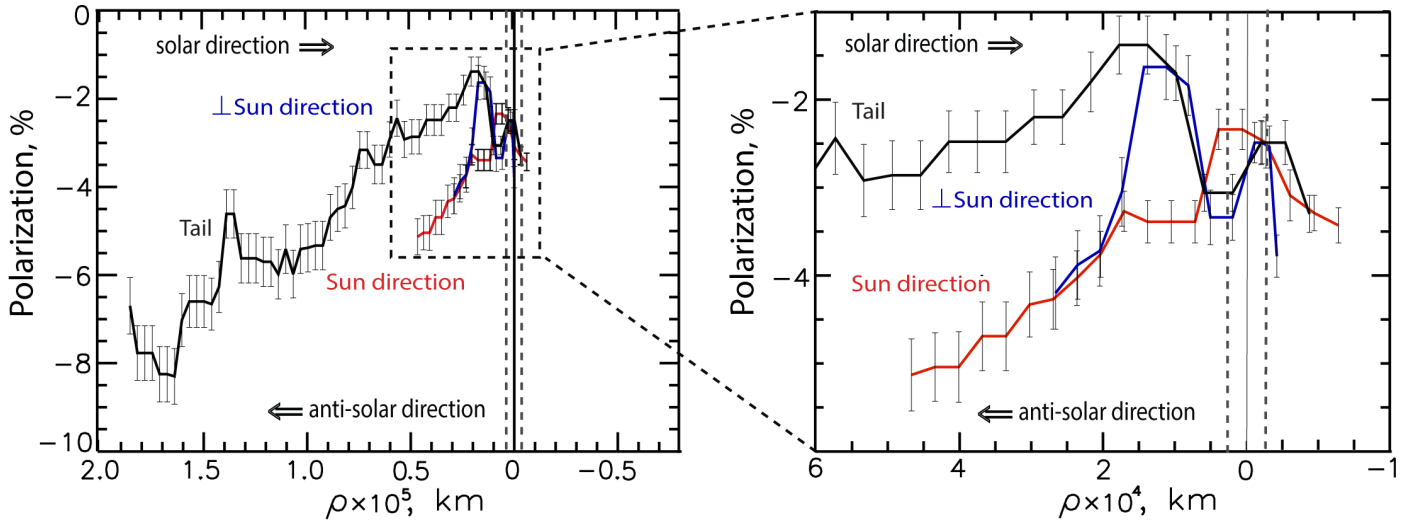 0
−2
−4
−6
−8
−10
Polarization, %
solar direction ⇒
⊥Sun direction
Tail
Sun direction
⇐ anti-solar direction
2.0 1.5 1.0 0.5 0 −0.5
ρ×10⁵, km
−2
−4
Polarization, %
solar direction ⇒
Tail
⊥Sun direction
Sun direction
⇐ anti-solar direction
6 4 2 0 −1
ρ×10⁴, km